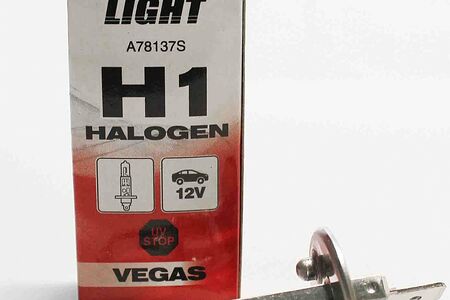 LIGHT
A78137S
H1
HALOGEN
12V
UV
STOP
VEGAS